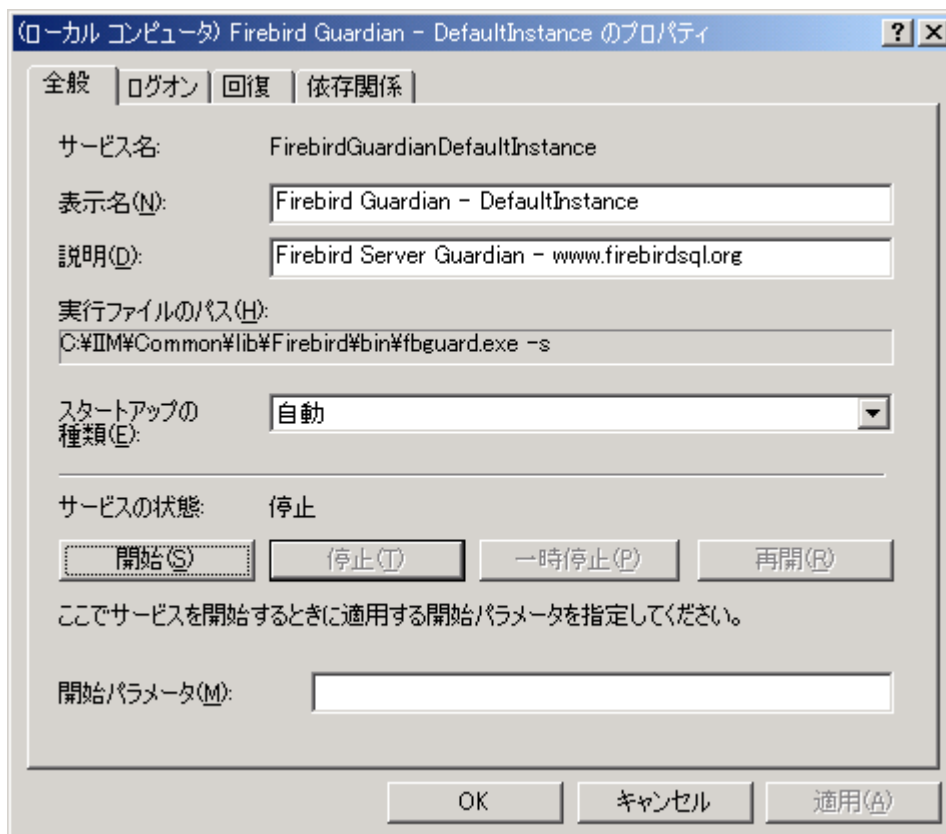 (ローカル コンピュータ) Firebird Guardian - DefaultInstance のプロパティ
全般 ログオン 回復 依存関係
サービス名: FirebirdGuardianDefaultInstance
表示名(N): Firebird Guardian - DefaultInstance
説明(D): Firebird Server Guardian - www.firebirdsql.org
実行ファイルのパス(H):
C:¥IIM¥Common¥lib¥Firebird¥bin¥fbguard.exe -s
スタートアップの
種類(E): 自動
サービスの状態: 停止
開始(S) 停止(T) 一時停止(P) 再開(R)
ここでサービスを開始するときに適用する開始パラメータを指定してください。
開始パラメータ(M):
OK キャンセル 適用(A)